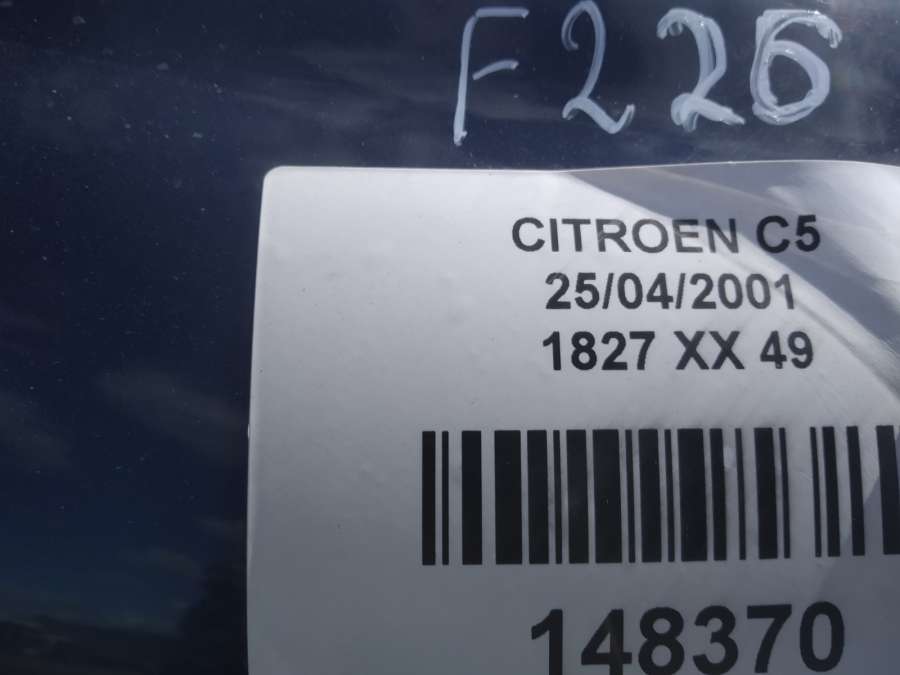 F226
CITROEN C5
25/04/2001
1827 XX 49
148370